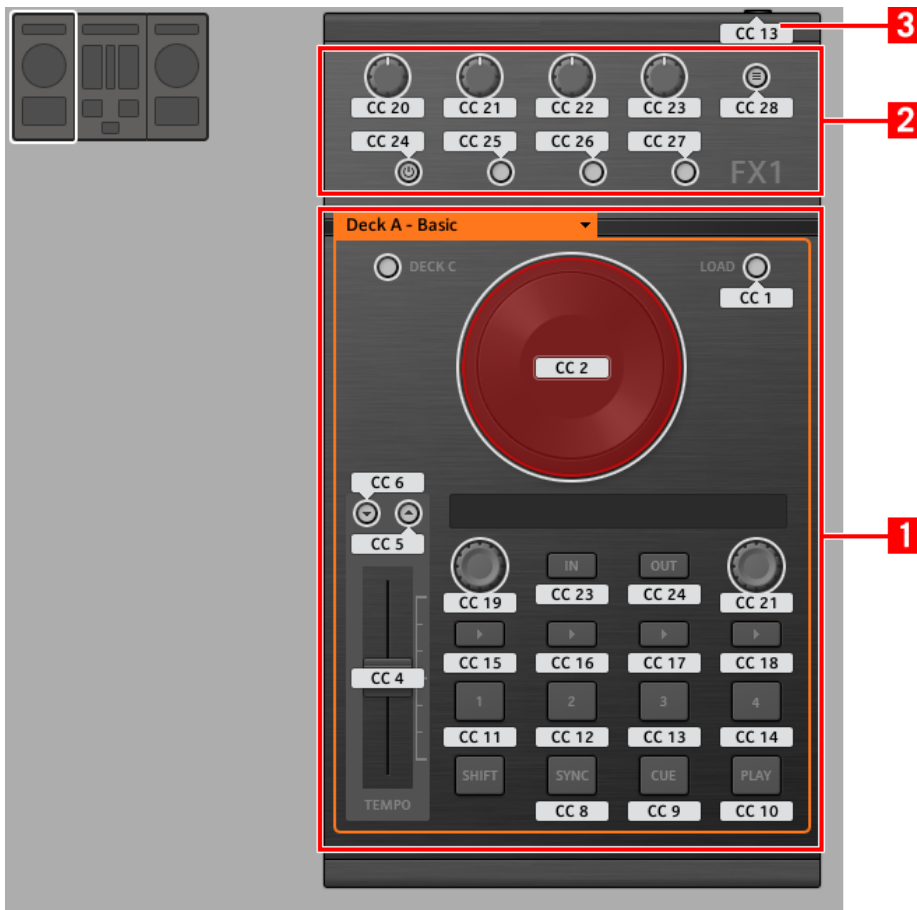 CC 13
3
CC 20 CC 21 CC 22 CC 23 CC 28
2
CC 24 CC 25 CC 26 CC 27
FX1
Deck A - Basic
DECK C LOAD
CC 1
CC 2
CC 6
CC 5
1
IN OUT
CC 19 CC 23 CC 24 CC 21
CC 15 CC 16 CC 17 CC 18
CC 4
1 2 3 4
CC 11 CC 12 CC 13 CC 14
SHIFT SYNC CUE PLAY
TEMPO
CC 8 CC 9 CC 10